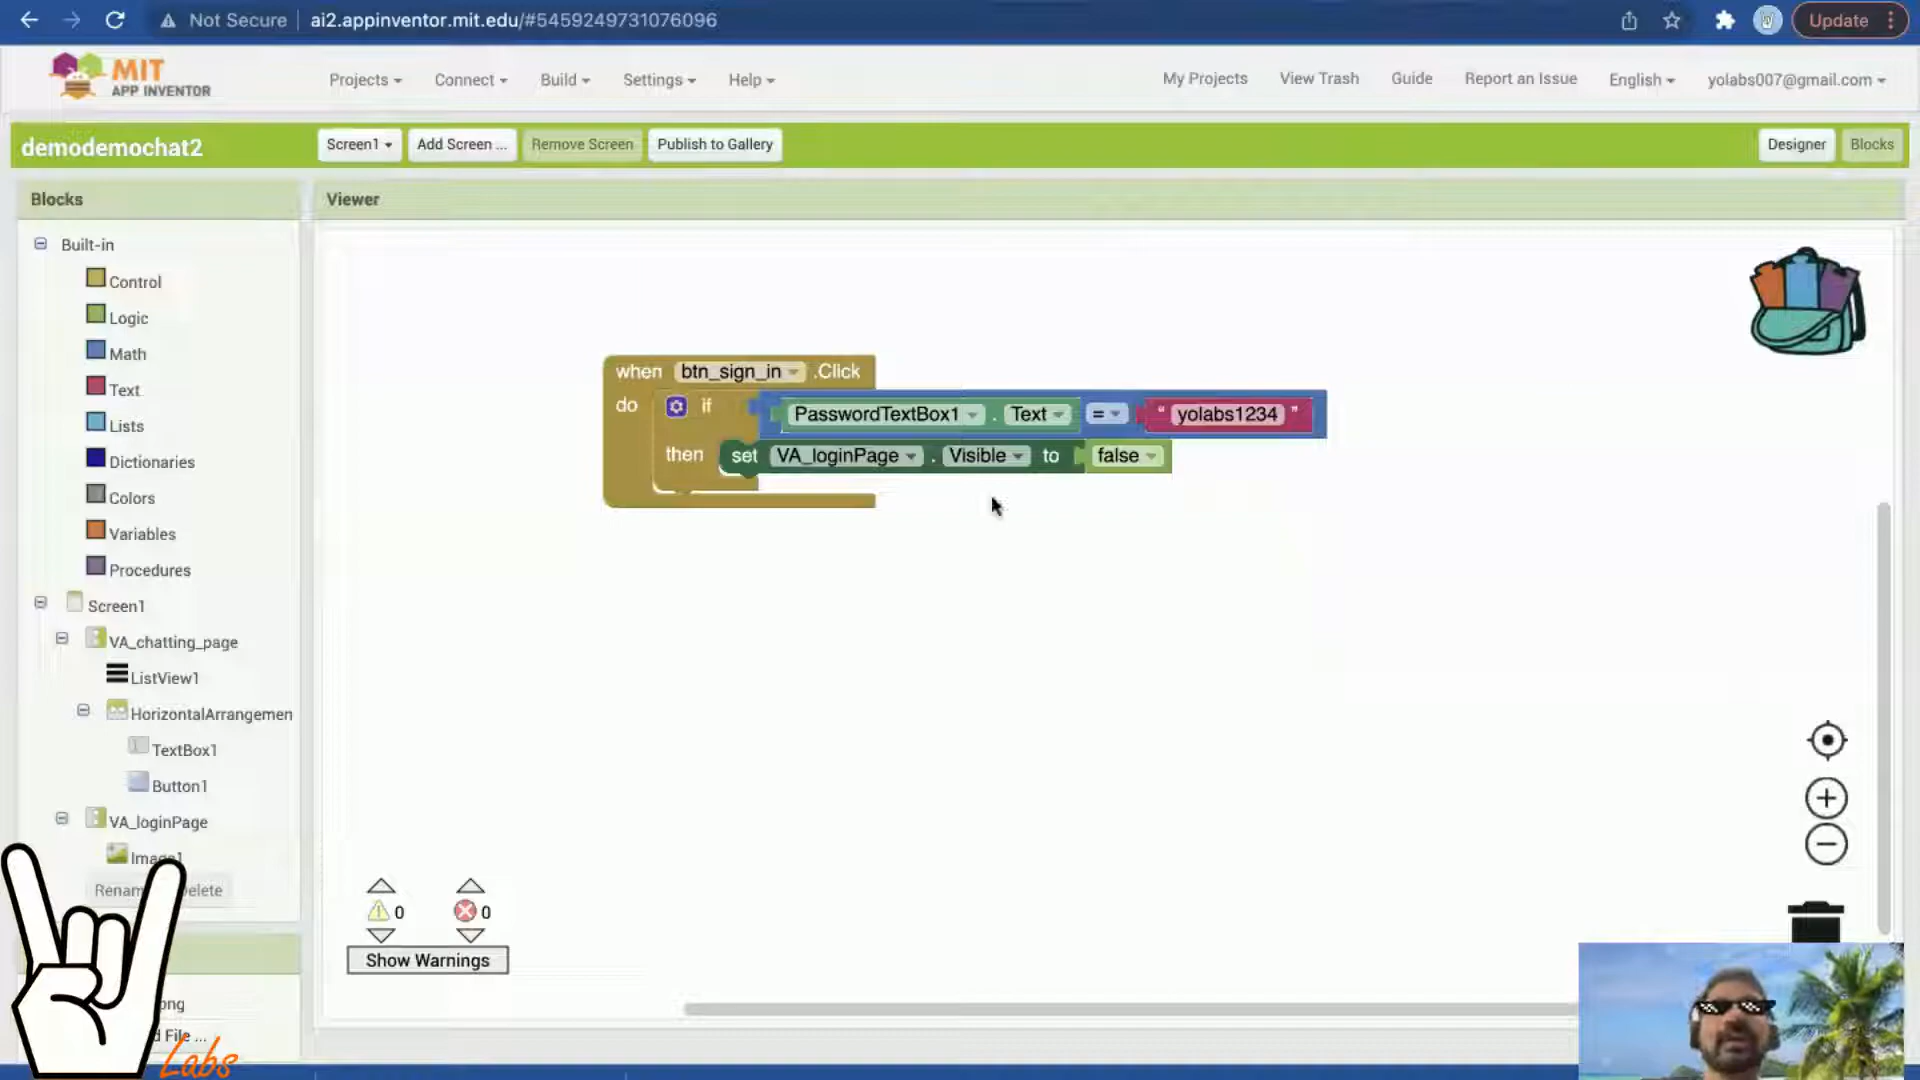 Not Secure | ai2.appinventor.mit.edu/#5459249731076096
Update
MIT
APP INVENTOR
Projects
Connect
Build
Settings
Help
My Projects
View Trash
Guide
Report an Issue
English
yolabs007@gmail.com
demodemochat2
Screen1
Add Screen ...
Remove Screen
Publish to Gallery
Designer
Blocks
Blocks
Viewer
Built-in
Control
Logic
Math
Text
Lists
Dictionaries
Colors
Variables
Procedures
Screen1
VA_chatting_page
ListView1
HorizontalArrangemen
TextBox1
Button1
VA_loginPage
Image1
when btn_sign_in .Click
do if PasswordTextBox1 . Text = " yolabs1234 "
then set VA_loginPage . Visible to false
0
0
Show Warnings
Labs